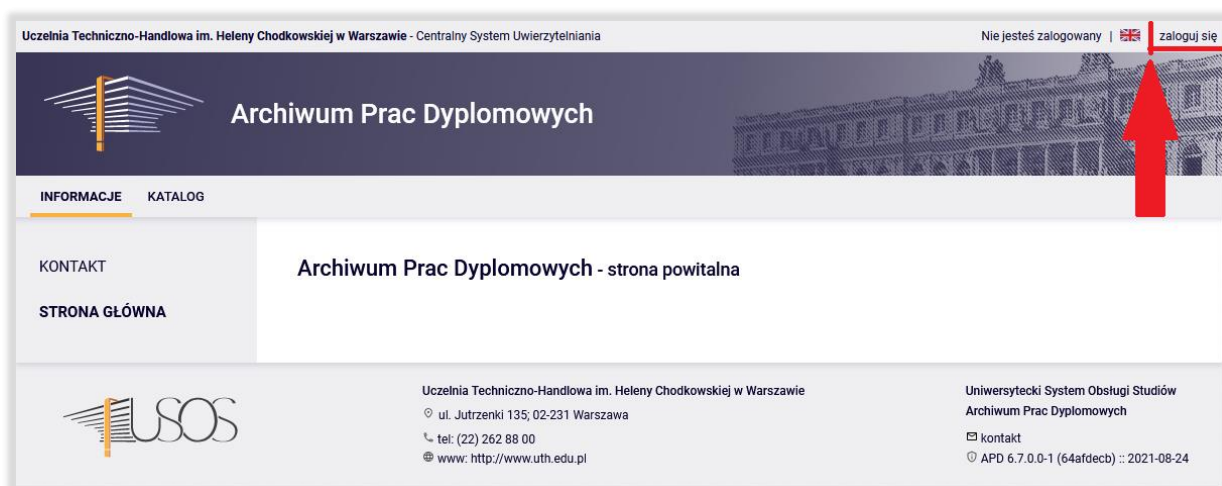 Uczelnia Techniczno-Handlowa im. Heleny Chodkowskiej w Warszawie - Centralny System Uwierzytelniania
Nie jesteś zalogowany | zaloguj się
Archiwum Prac Dyplomowych
INFORMACJE KATALOG
KONTAKT
STRONA GŁÓWNA
Archiwum Prac Dyplomowych - strona powitalna
USOS
Uczelnia Techniczno-Handlowa im. Heleny Chodkowskiej w Warszawie
ul. Jutrzenki 135; 02-231 Warszawa
tel: (22) 262 88 00
www: http://www.uth.edu.pl
Uniwersytecki System Obsługi Studiów
Archiwum Prac Dyplomowych
kontakt
APD 6.7.0.0-1 (64afdecb) :: 2021-08-24